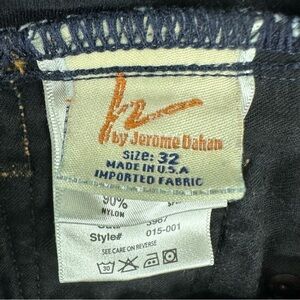 by Jerome Dahan
SIZE: 32
MADE IN U.S.A
IMPORTED FABRIC
90%
NYLON
3967
Style# 015-001
SEE CARE ON REVERSE
30